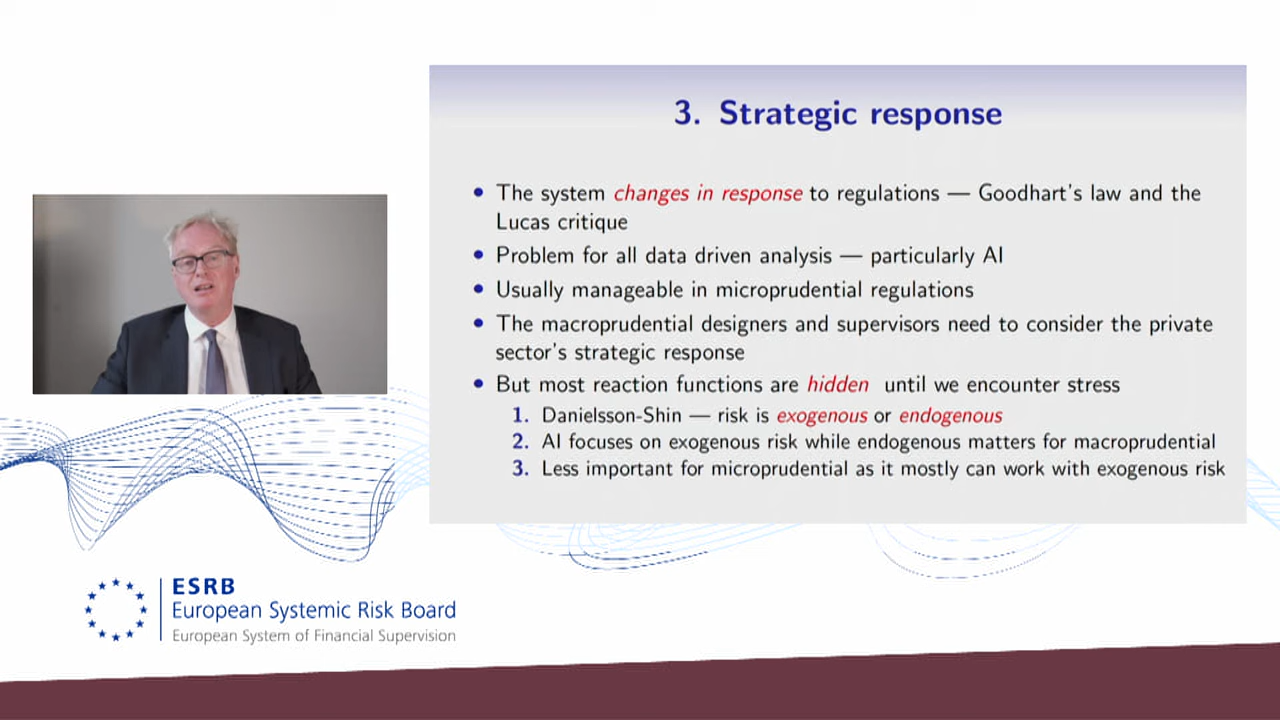 3. Strategic response
• The system changes in response to regulations — Goodhart's law and the
Lucas critique
• Problem for all data driven analysis — particularly AI
• Usually manageable in microprudential regulations
• The macroprudential designers and supervisors need to consider the private
sector's strategic response
• But most reaction functions are hidden until we encounter stress
1. Danielsson-Shin — risk is exogenous or endogenous
2. AI focuses on exogenous risk while endogenous matters for macroprudential
3. Less important for microprudential as it mostly can work with exogenous risk
ESRB
European Systemic Risk Board
European System of Financial Supervision